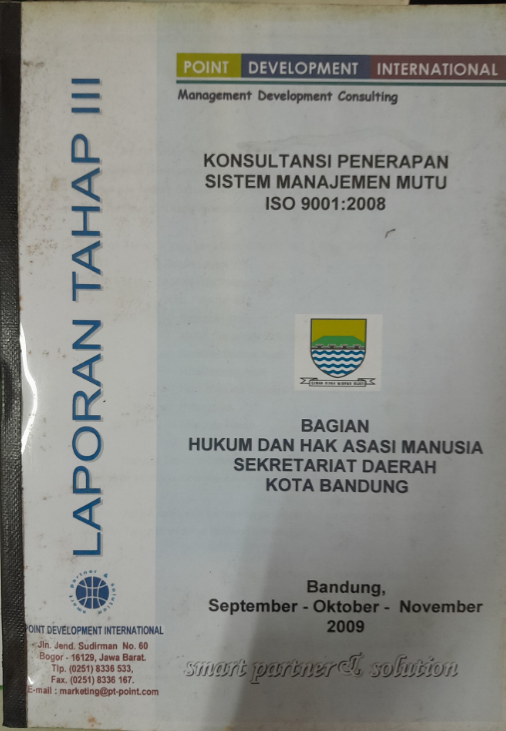 POINT DEVELOPMENT INTERNATIONAL
Management Development Consulting
KONSULTANSI PENERAPAN
SISTEM MANAJEMEN MUTU
ISO 9001:2008
LAPORAN TAHAP III
BAGIAN
HUKUM DAN HAK ASASI MANUSIA
SEKRETARIAT DAERAH
KOTA BANDUNG
Bandung,
September - Oktober - November
2009
smart partner & solution
smart partner & solution
POINT DEVELOPMENT INTERNATIONAL
Jln. Jend. Sudirman No. 60
Bogor - 16129, Jawa Barat.
Tlp. (0251) 8336 533,
Fax. (0251) 8336 167.
E-mail : marketing@pt-point.com